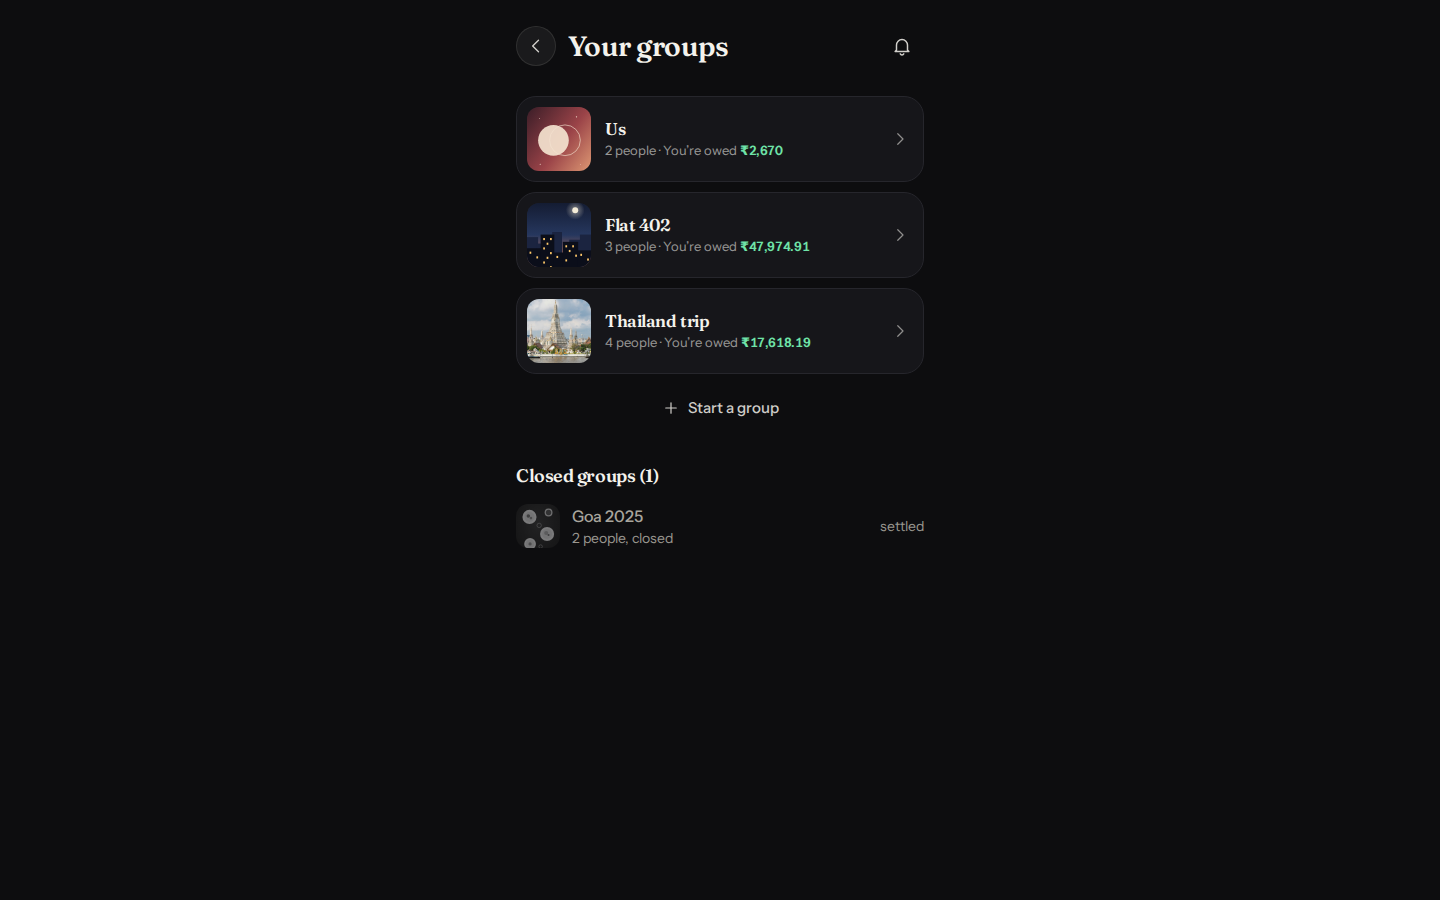 Your groups
Us
2 people · You're owed ₹2,670
Flat 402
3 people · You're owed ₹47,974.91
Thailand trip
4 people · You're owed ₹17,618.19
+ Start a group
Closed groups (1)
Goa 2025
2 people, closed
settled